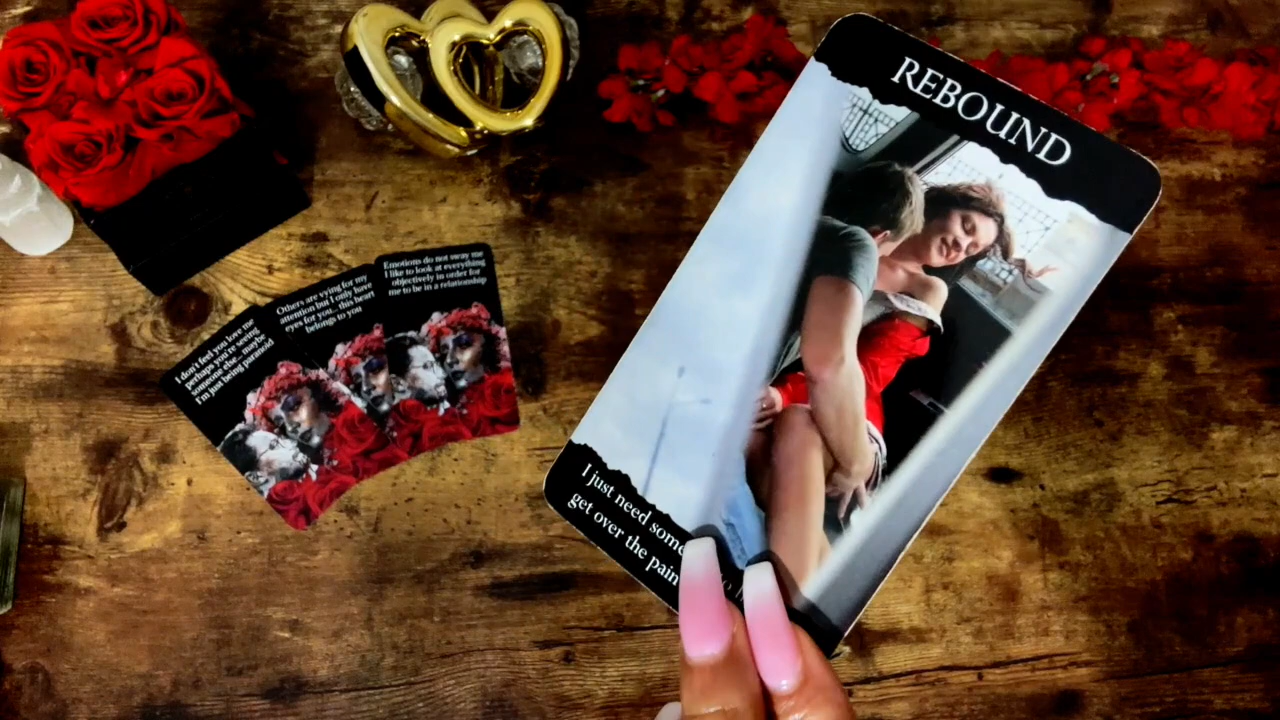 REBOUND
I just need some
get over the pain
I don't feel you love me
perhaps you're seeing
someone else... maybe
I'm just being paranoid
Others are vying for my
attention but I only have
eyes for you... this heart
belongs to you
Emotions do not sway me
I like to look at everything
objectively in order for
me to be in a relationship